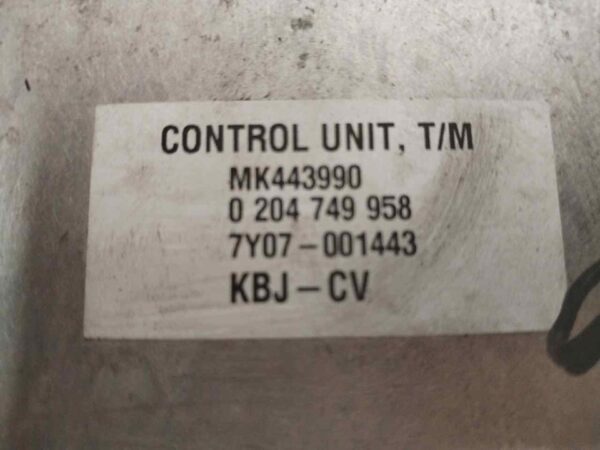 CONTROL UNIT, T/M
MK443990
0 204 749 958
7Y07-001443
KBJ-CV